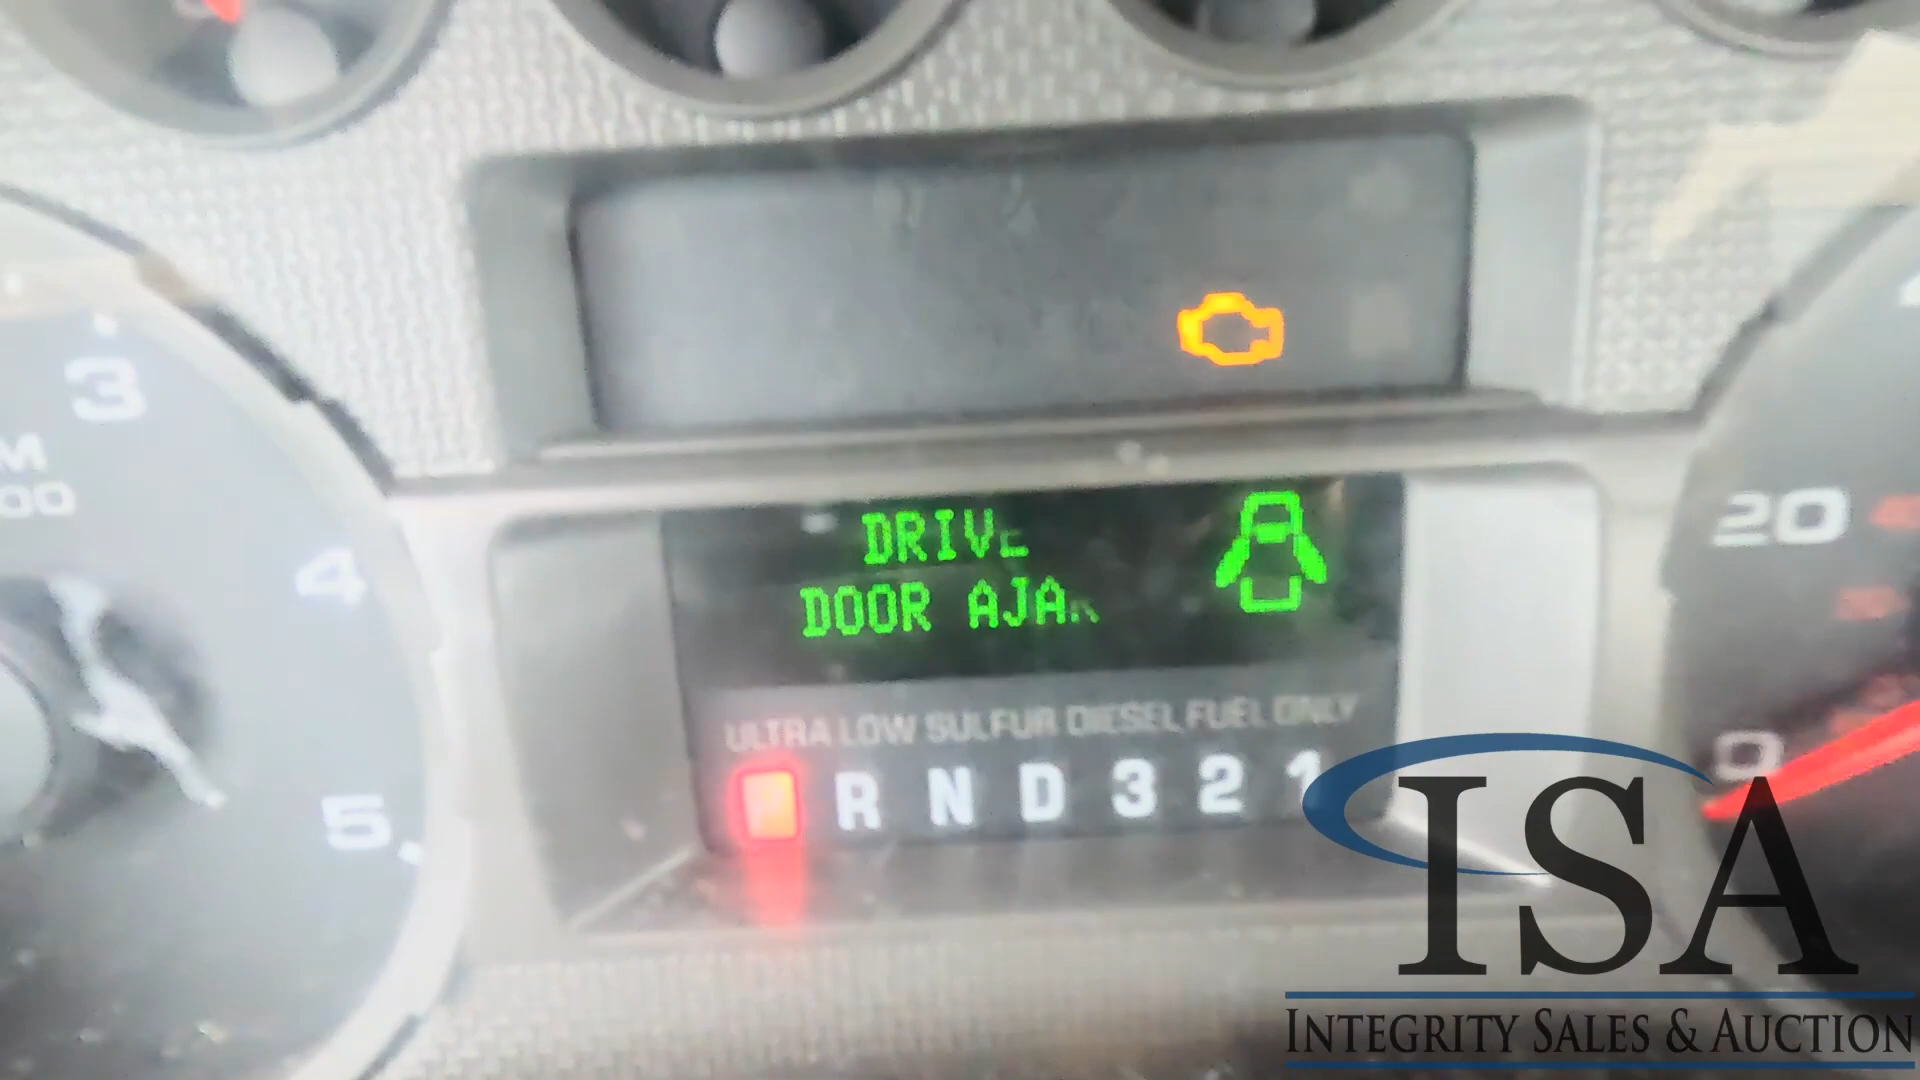 3
4
5
20
0
DRIVE
DOOR AJAR
ULTRA LOW SULFUR DIESEL FUEL ONLY
P R N D 3 2 1
ISA
INTEGRITY SALES & AUCTION